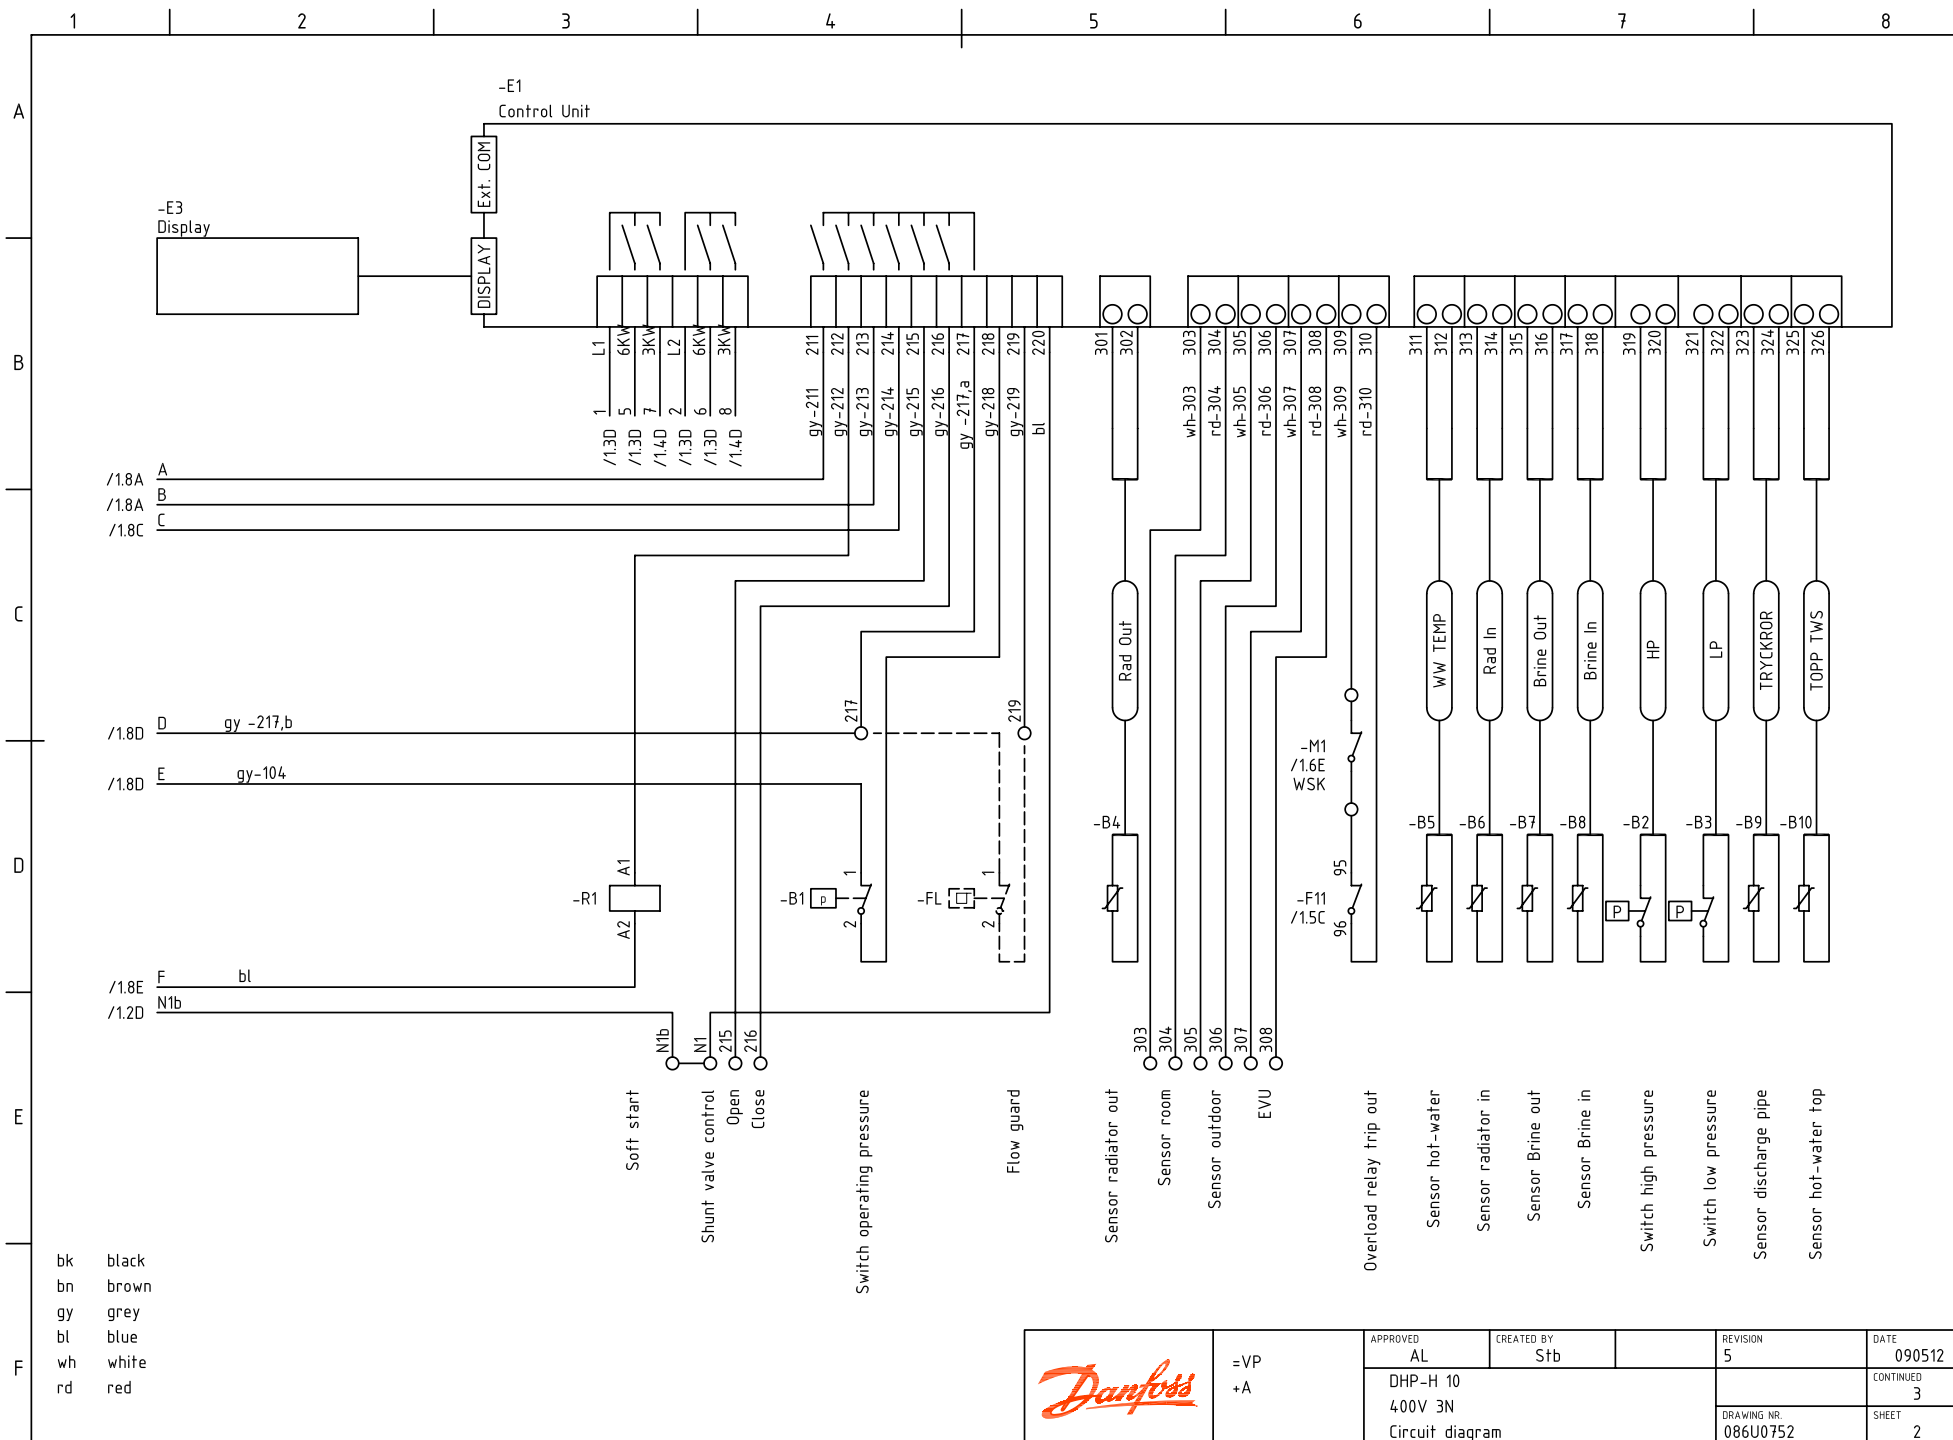 1 2 3 4 5 6 7 8
A
B
C
D
E
F
-E1
Control Unit
Ext. COM
DISPLAY
-E3
Display
L1 6KW 3KW L2 6KW 3KW
1 5 7 2 6 8
/1.3D /1.3D /1.4D /1.3D /1.3D /1.4D
211 212 213 214 215 216 217 218 219 220
gy-211 gy-212 gy-213 gy-214 gy-215 gy-216 gy -217,a gy-218 gy-219 bl
301 302
303 304 305 306 307 308 309 310
wh-303 rd-304 wh-305 rd-306 wh-307 rd-308 wh-309 rd-310
311 312 313 314 315 316 317 318 319 320 321 322 323 324 325 326
/1.8A A
/1.8A B
/1.8C C
Rad Out
WW TEMP
Rad In
Brine Out
Brine In
HP
LP
TRYCKROR
TOPP TWS
217
219
/1.8D D gy -217,b
/1.8D E gy-104
-M1
/1.6E
WSK
-B4
-B5 -B6 -B7 -B8 -B2 -B3 -B9 -B10
A1
-R1
A2
1
-B1 p
2
1
-FL
2
95
-F11
/1.5C
96
P
P
/1.8E F bl
/1.2D N1b
N1b N1 215 216
303 304 305 306 307 308
Soft start
Shunt valve control
Open
Close
Switch operating pressure
Flow guard
Sensor radiator out
Sensor room
Sensor outdoor
EVU
Overload relay trip out
Sensor hot-water
Sensor radiator in
Sensor Brine out
Sensor Brine in
Switch high pressure
Switch low pressure
Sensor discharge pipe
Sensor hot-water top
bk black
bn brown
gy grey
bl blue
wh white
rd red
Danfoss
=VP
+A
APPROVED
AL
CREATED BY
Stb
REVISION
5
DATE
090512
DHP-H 10
400V 3N
Circuit diagram
CONTINUED
3
DRAWING NR.
086U0752
SHEET
2